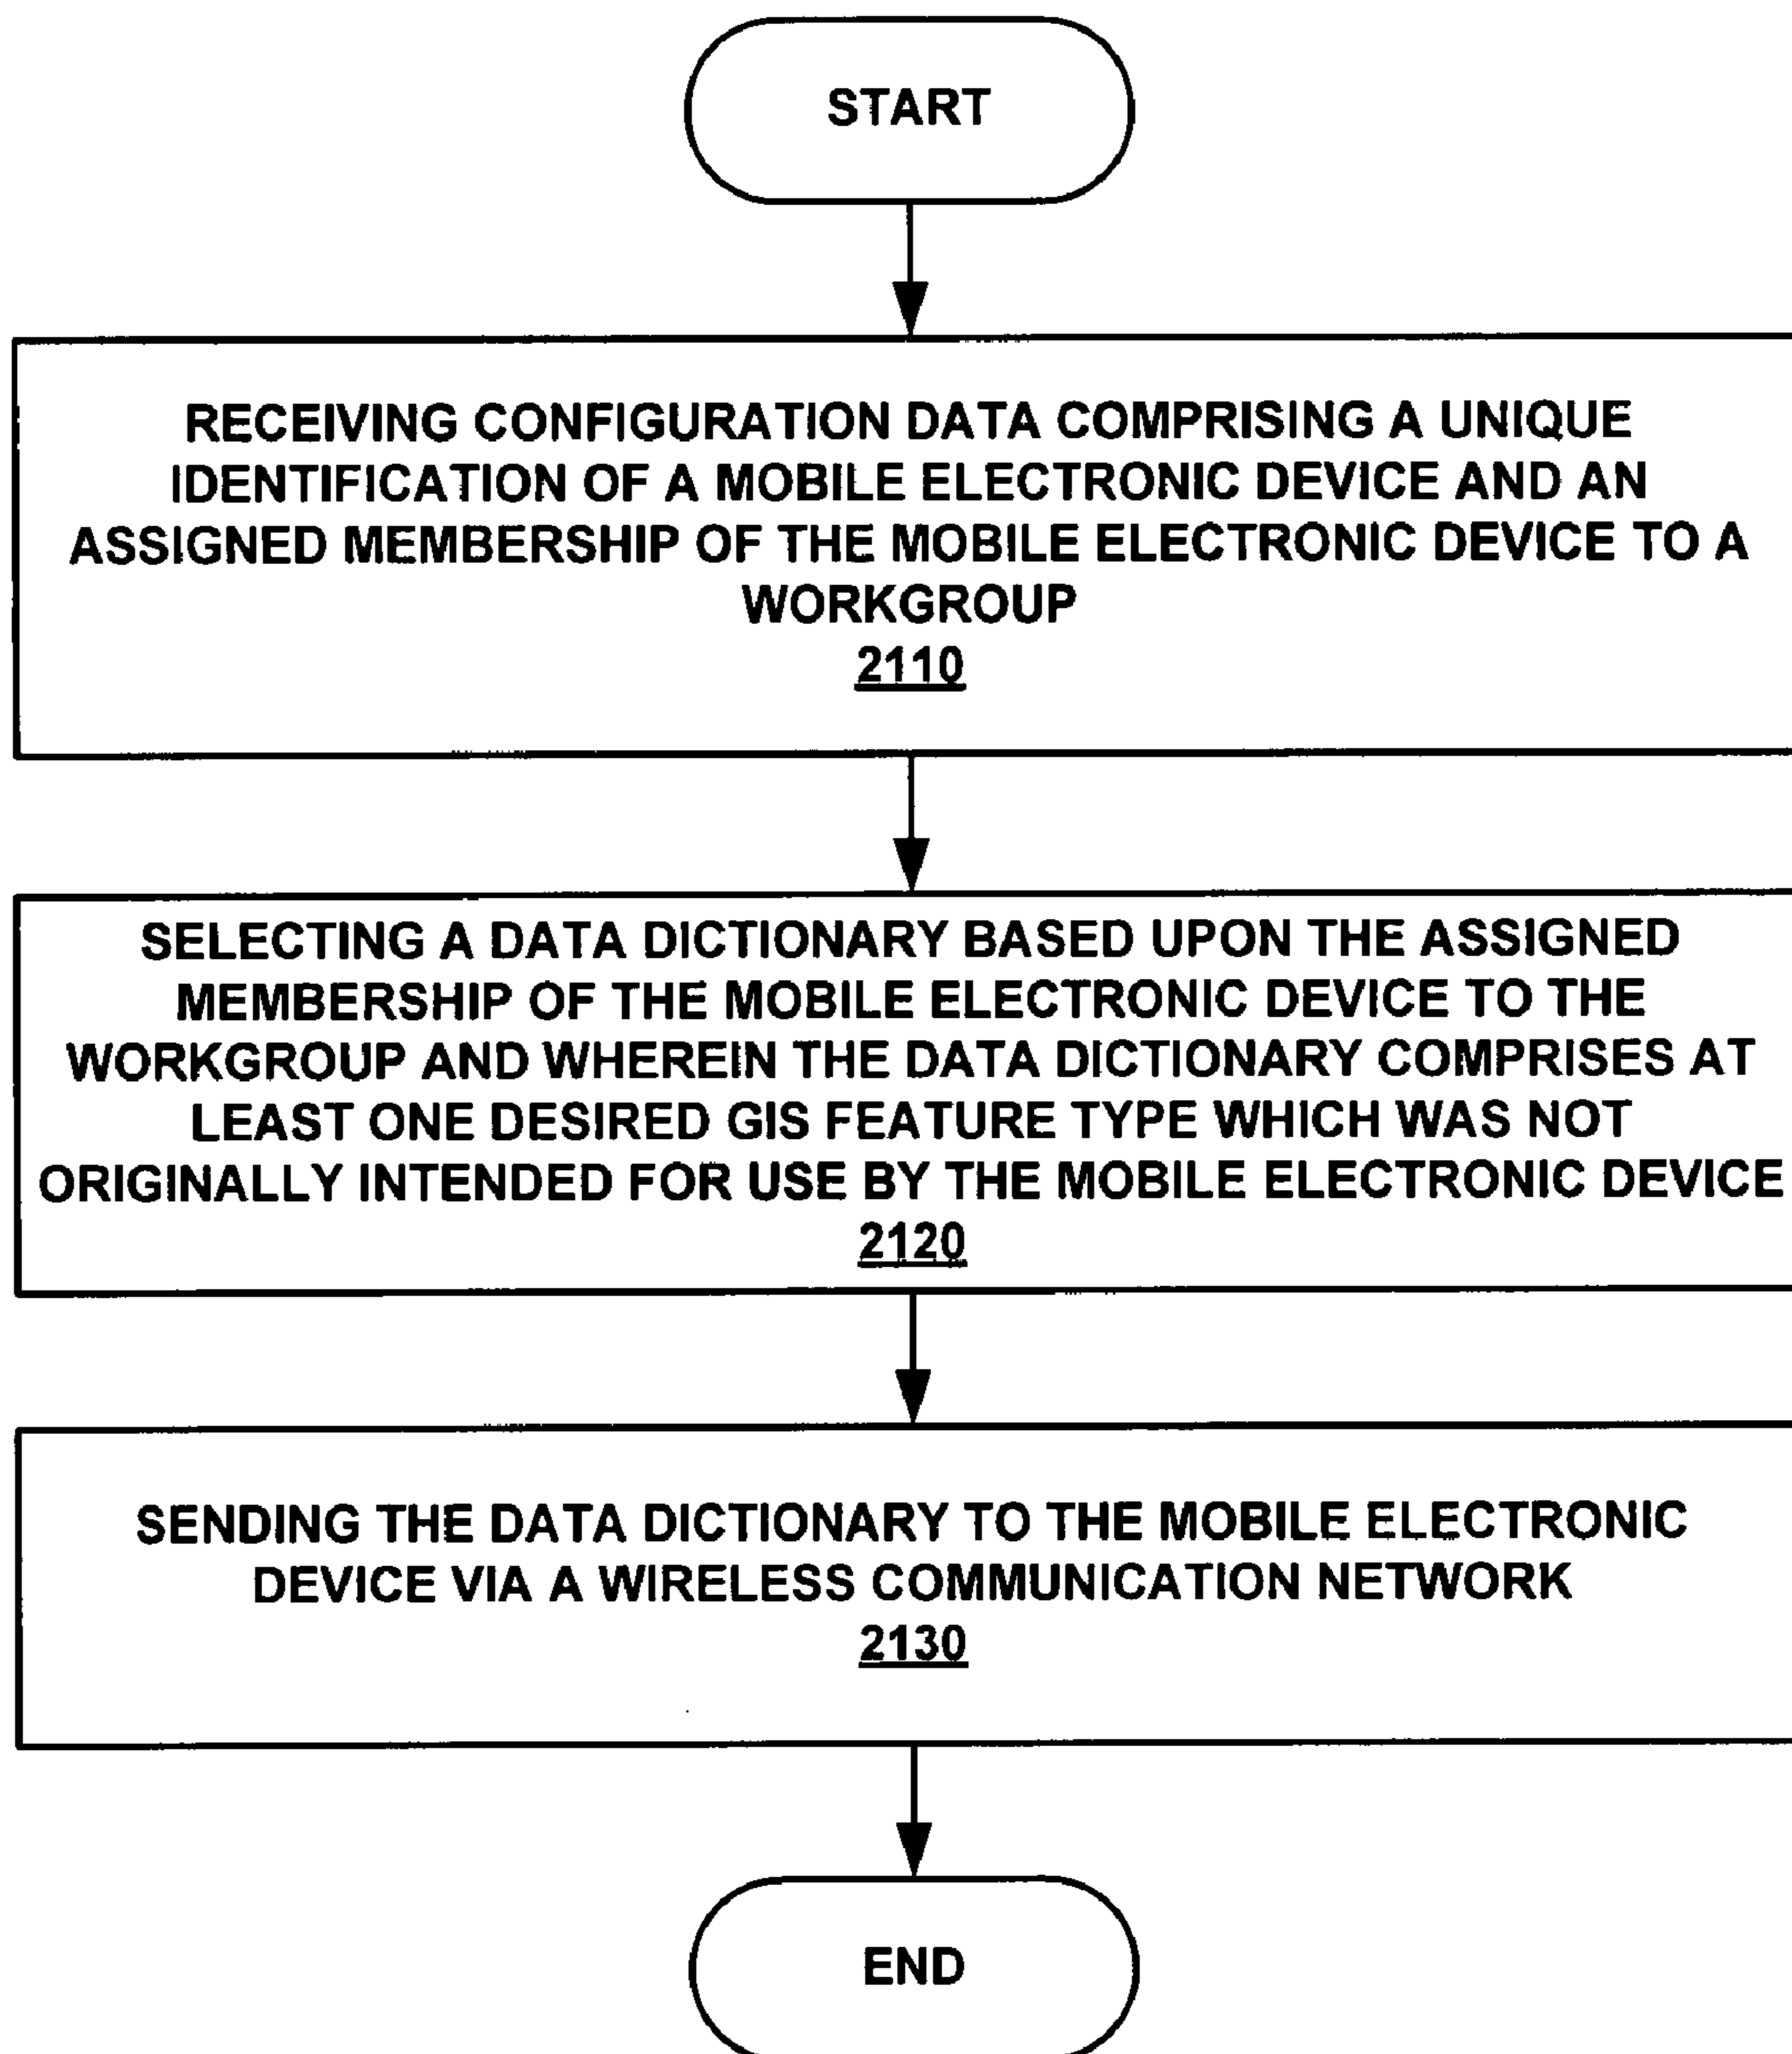 START
RECEIVING CONFIGURATION DATA COMPRISING A UNIQUE
IDENTIFICATION OF A MOBILE ELECTRONIC DEVICE AND AN
ASSIGNED MEMBERSHIP OF THE MOBILE ELECTRONIC DEVICE TO A
WORKGROUP
2110
SELECTING A DATA DICTIONARY BASED UPON THE ASSIGNED
MEMBERSHIP OF THE MOBILE ELECTRONIC DEVICE TO THE
WORKGROUP AND WHEREIN THE DATA DICTIONARY COMPRISES AT
LEAST ONE DESIRED GIS FEATURE TYPE WHICH WAS NOT
ORIGINALLY INTENDED FOR USE BY THE MOBILE ELECTRONIC DEVICE
2120
SENDING THE DATA DICTIONARY TO THE MOBILE ELECTRONIC
DEVICE VIA A WIRELESS COMMUNICATION NETWORK
2130
END